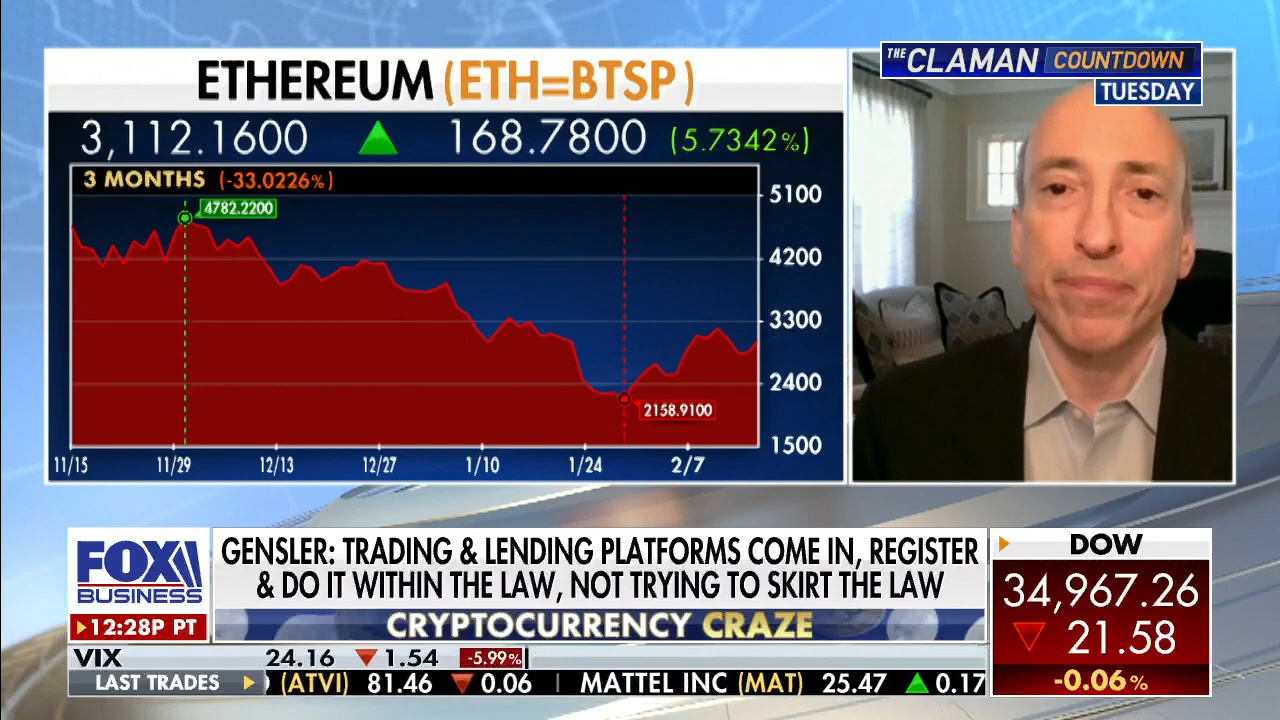 THE CLAMAN COUNTDOWN
TUESDAY
ETHEREUM (ETH=BTSP)
3,112.1600 ▲ 168.7800 (5.7342%)
3 MONTHS (-33.0226%)
4782.2200
2158.9100
5100
4200
3300
2400
1500
11/15 11/29 12/13 12/27 1/10 1/24 2/7
FOX BUSINESS
12:28P PT
GENSLER: TRADING & LENDING PLATFORMS COME IN, REGISTER
& DO IT WITHIN THE LAW, NOT TRYING TO SKIRT THE LAW
CRYPTOCURRENCY CRAZE
DOW
34,967.26
▼ 21.58
-0.06%
VIX 24.16 ▼ 1.54 -5.99%
LAST TRADES (ATVI) 81.46 ▼ 0.06 | MATTEL INC (MAT) 25.47 ▲ 0.17